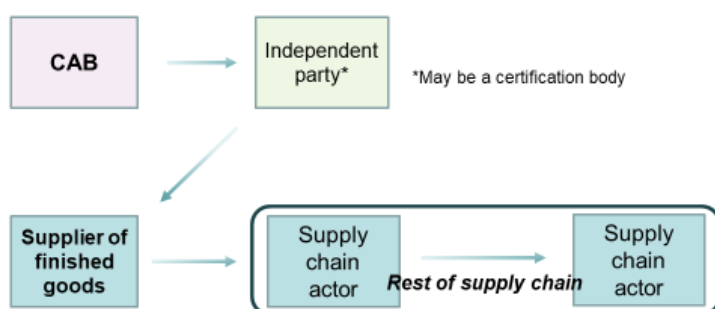 CAB
Independent
party*
*May be a certification body
Supplier of
finished
goods
Supply
chain
actor
Rest of supply chain
Supply
chain
actor